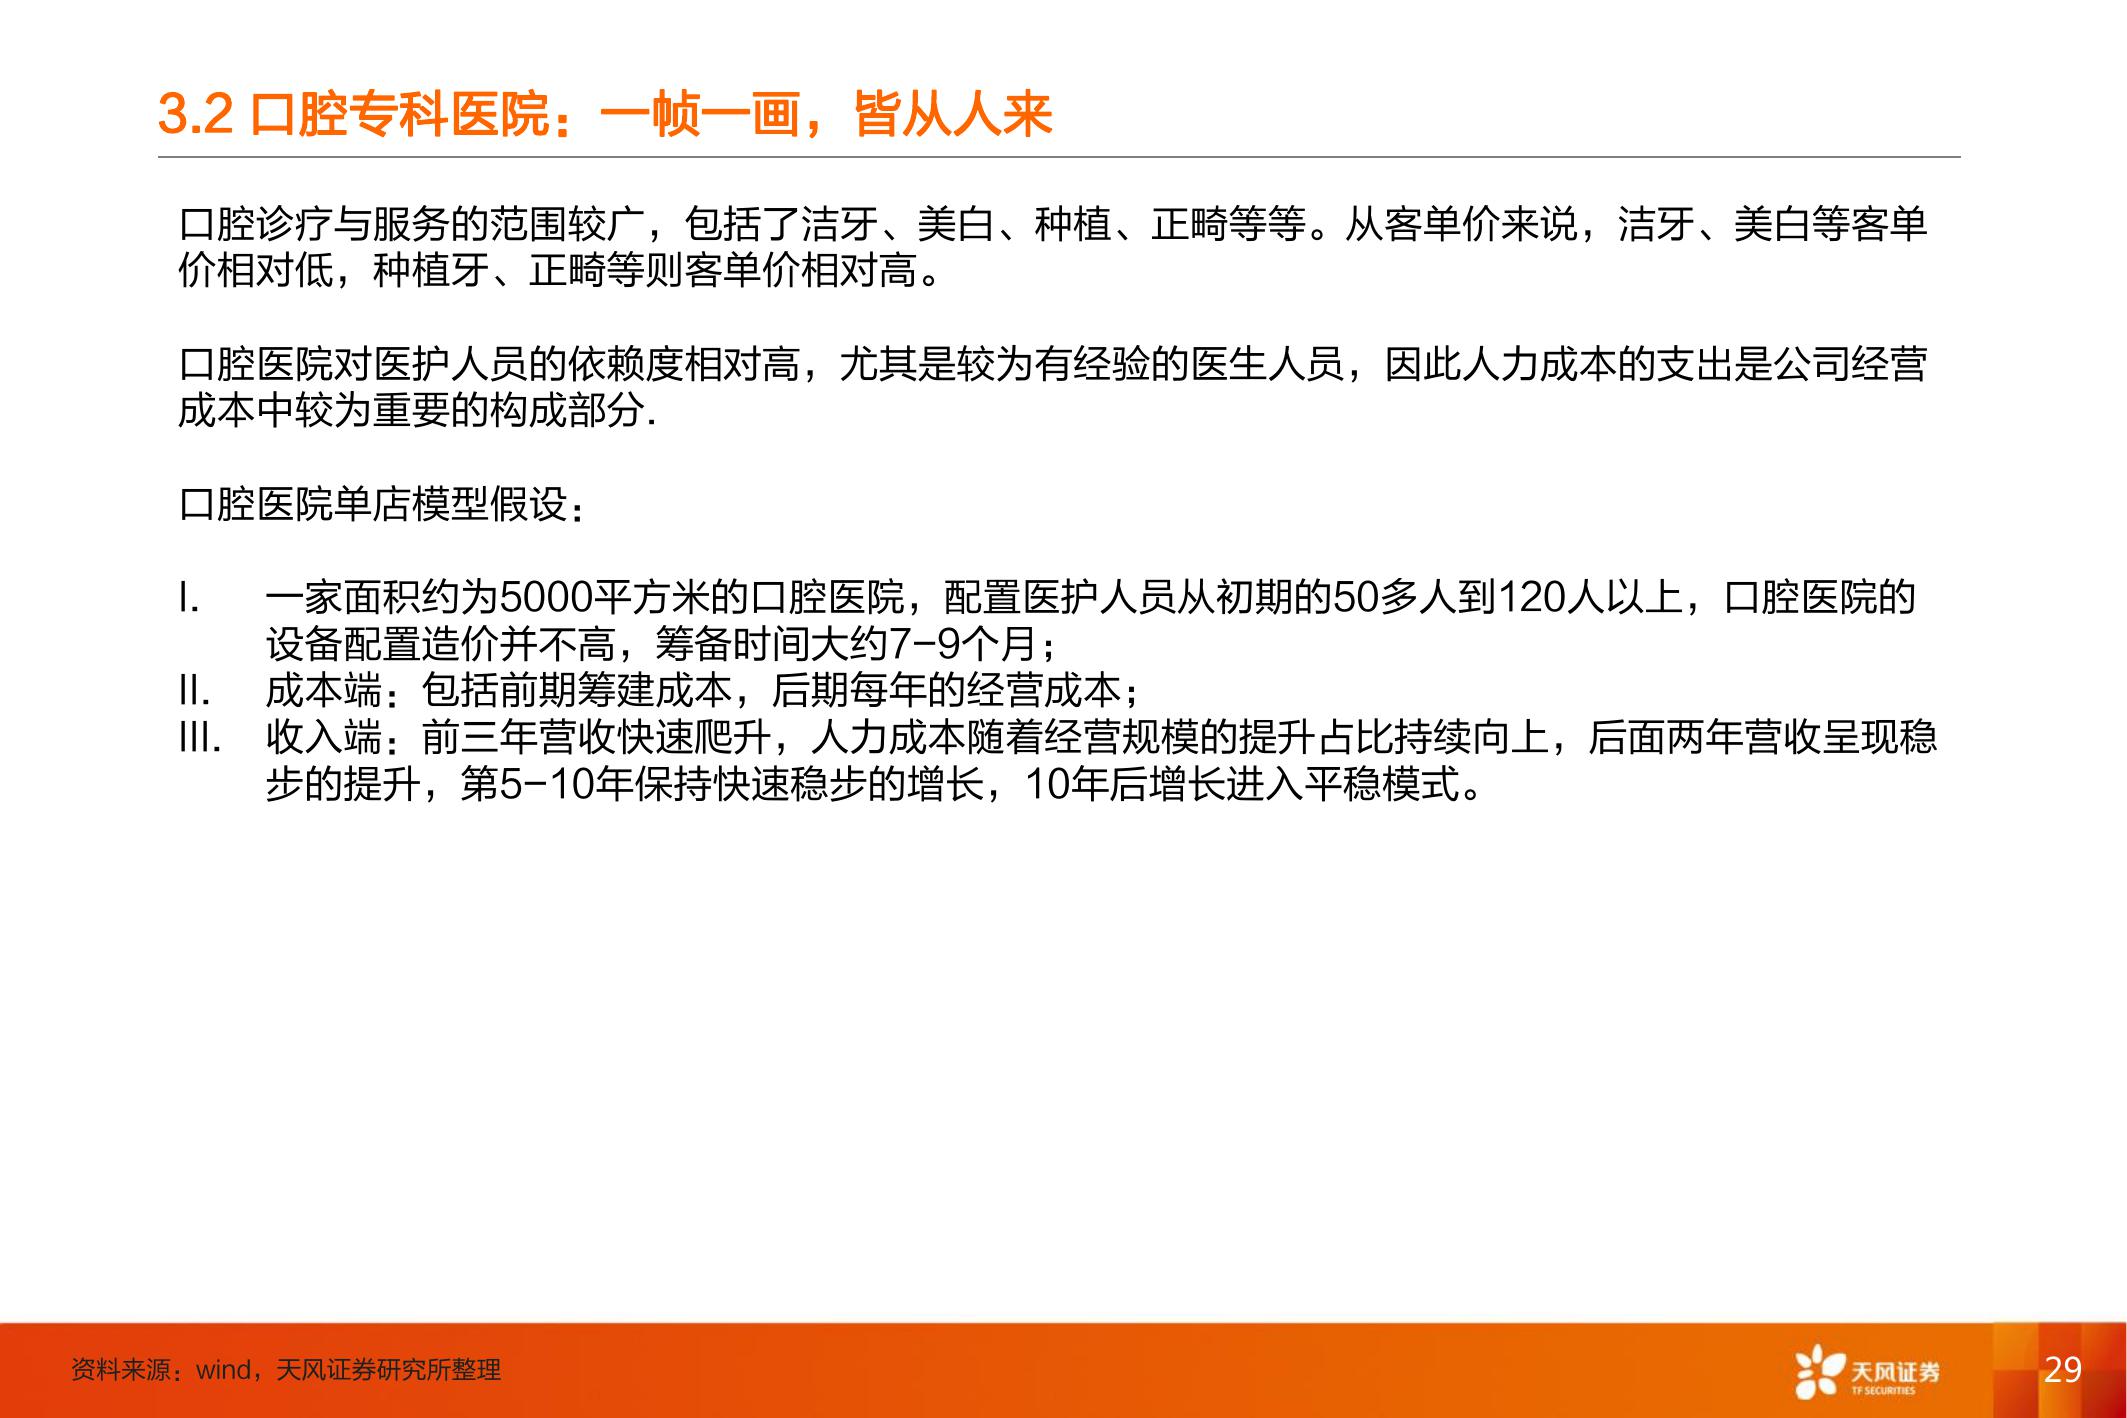 3.2 口腔专科医院：一帧一画，皆从人来
口腔诊疗与服务的范围较广，包括了洁牙、美白、种植、正畸等等。从客单价来说，洁牙、美白等客单
价相对低，种植牙、正畸等则客单价相对高。
口腔医院对医护人员的依赖度相对高，尤其是较为有经验的医生人员，因此人力成本的支出是公司经营
成本中较为重要的构成部分.
口腔医院单店模型假设：
I. 一家面积约为5000平方米的口腔医院，配置医护人员从初期的50多人到120人以上，口腔医院的
设备配置造价并不高，筹备时间大约7-9个月；
II. 成本端：包括前期筹建成本，后期每年的经营成本；
III. 收入端：前三年营收快速爬升，人力成本随着经营规模的提升占比持续向上，后面两年营收呈现稳
步的提升，第5-10年保持快速稳步的增长，10年后增长进入平稳模式。
资料来源：wind，天风证券研究所整理
天风证券
TF SECURITIES
29